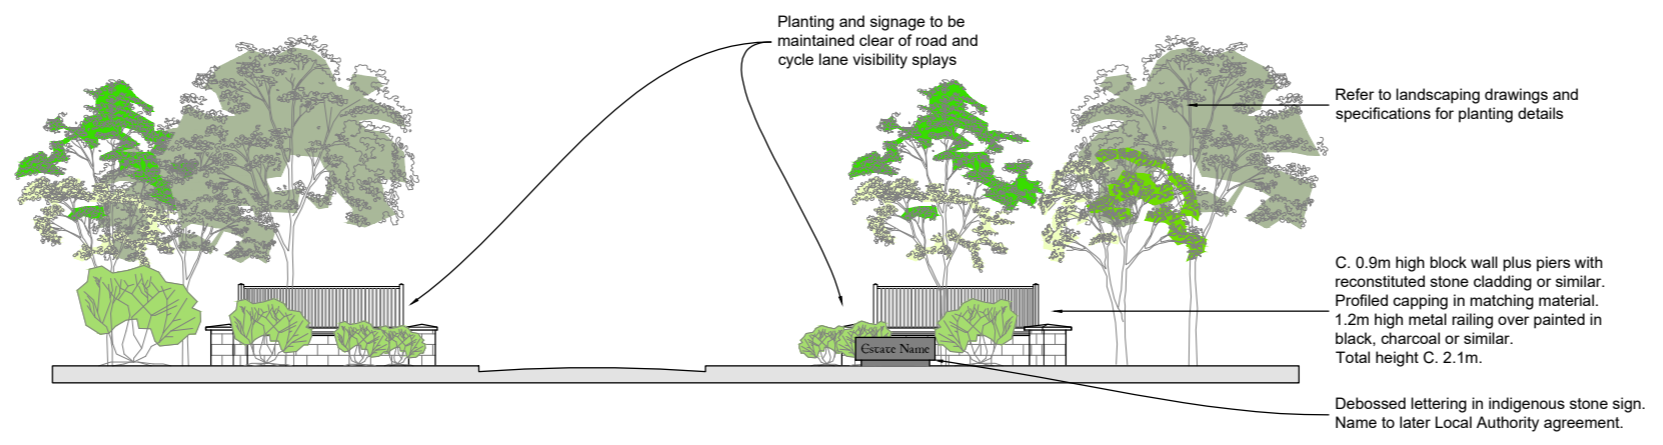 Planting and signage to be
maintained clear of road and
cycle lane visibility splays
Refer to landscaping drawings and
specifications for planting details
C. 0.9m high block wall plus piers with
reconstituted stone cladding or similar.
Profiled capping in matching material.
1.2m high metal railing over painted in
black, charcoal or similar.
Total height C. 2.1m.
Estate Name
Debossed lettering in indigenous stone sign.
Name to later Local Authority agreement.